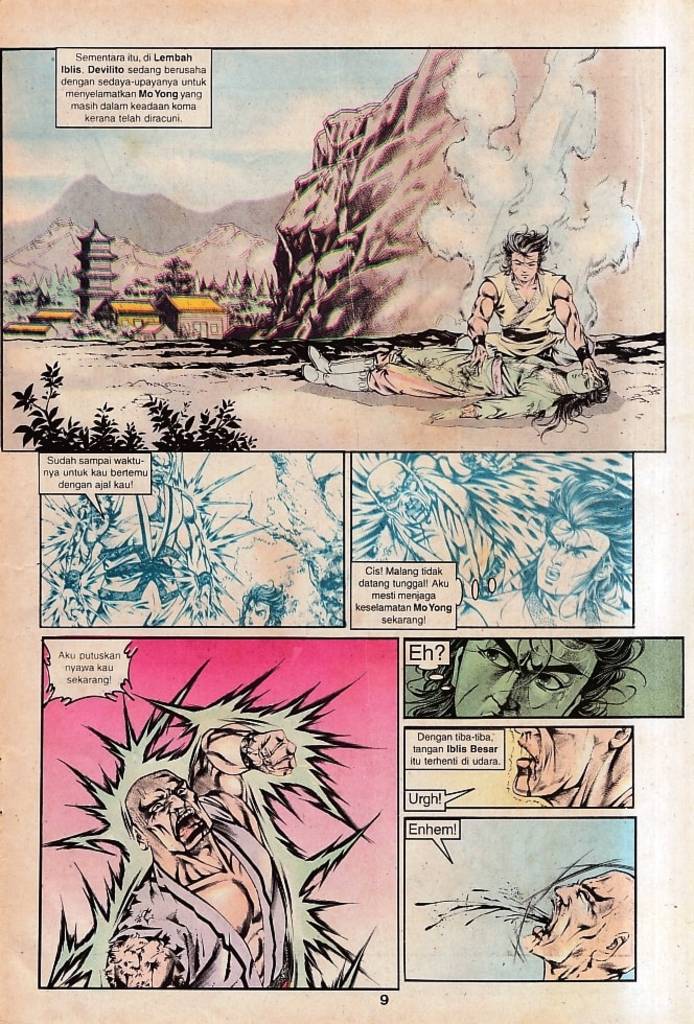 Sementara itu, di Lembah
Iblis, Devilito sedang berusaha
dengan sedaya-upayanya untuk
menyelamatkan Mo Yong yang
masih dalam keadaan koma
kerana telah diracuni.
Sudah sampai waktu-
nya untuk kau bertemu
dengan ajal kau!
Cis! Malang tidak
datang tunggal! Aku
mesti menjaga
keselamatan Mo Yong
sekarang!
Aku putuskan
nyawa kau
sekarang!
Eh?
Dengan tiba-tiba,
tangan Iblis Besar
itu terhenti di udara.
Urgh!
Enhem!
9